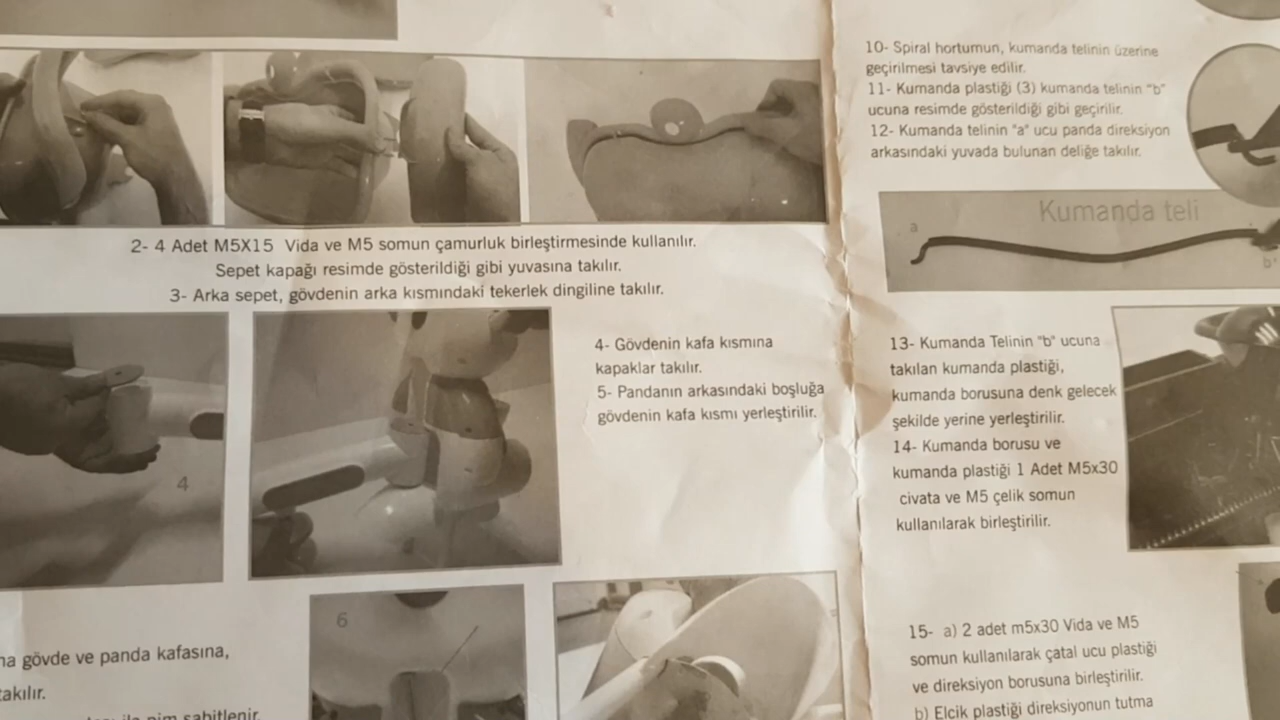 2- 4 Adet M5X15 Vida ve M5 somun çamurluk birleştirmesinde kullanılır.
Sepet kapağı resimde gösterildiği gibi yuvasına takılır.
3- Arka sepet, gövdenin arka kısmındaki tekerlek dingiline takılır.
4
4- Gövdenin kafa kısmına
kapaklar takılır.
5- Pandanın arkasındaki boşluğa
gövdenin kafa kısmı yerleştirilir.
6
gövde ve panda kafasına,
10- Spiral hortumun, kumanda telinin üzerine
geçirilmesi tavsiye edilir.
11- Kumanda plastiği (3) kumanda telinin "b"
ucuna resimde gösterildiği gibi geçirilir.
12- Kumanda telinin "a" ucu panda direksiyon
arkasındaki yuvada bulunan deliğe takılır.
Kumanda teli
a
b
13- Kumanda Telinin "b" ucuna
takılan kumanda plastiği,
kumanda borusuna denk gelecek
şekilde yerine yerleştirilir.
14- Kumanda borusu ve
kumanda plastiği 1 Adet M5x30
civata ve M5 çelik somun
kullanılarak birleştirilir.
15- a) 2 adet m5x30 Vida ve M5
somun kullanılarak çatal ucu plastiği
ve direksiyon borusuna birleştirilir.
b) Elcik plastiği direksiyonun tutma